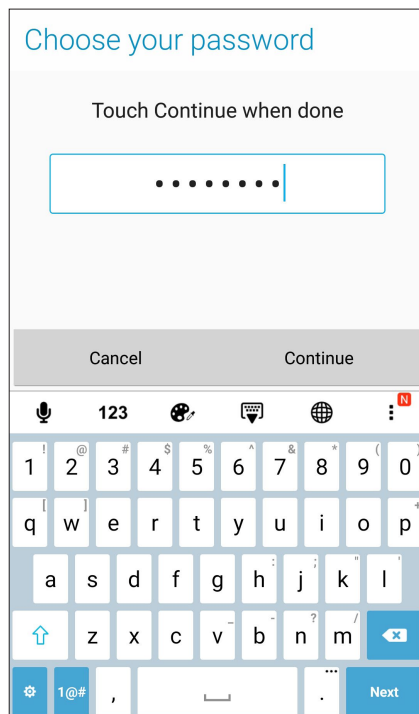 Choose your password
Touch Continue when done
••••••••
Cancel Continue
123 N
! @ # $ % ^ & * ( )
1 2 3 4 5 6 7 8 9 0
[ ] +
q w e r t y u i o p
: ; " '
a s d f g h j k l
_ - ? /
z x c v b n m
1@# , ... . Next